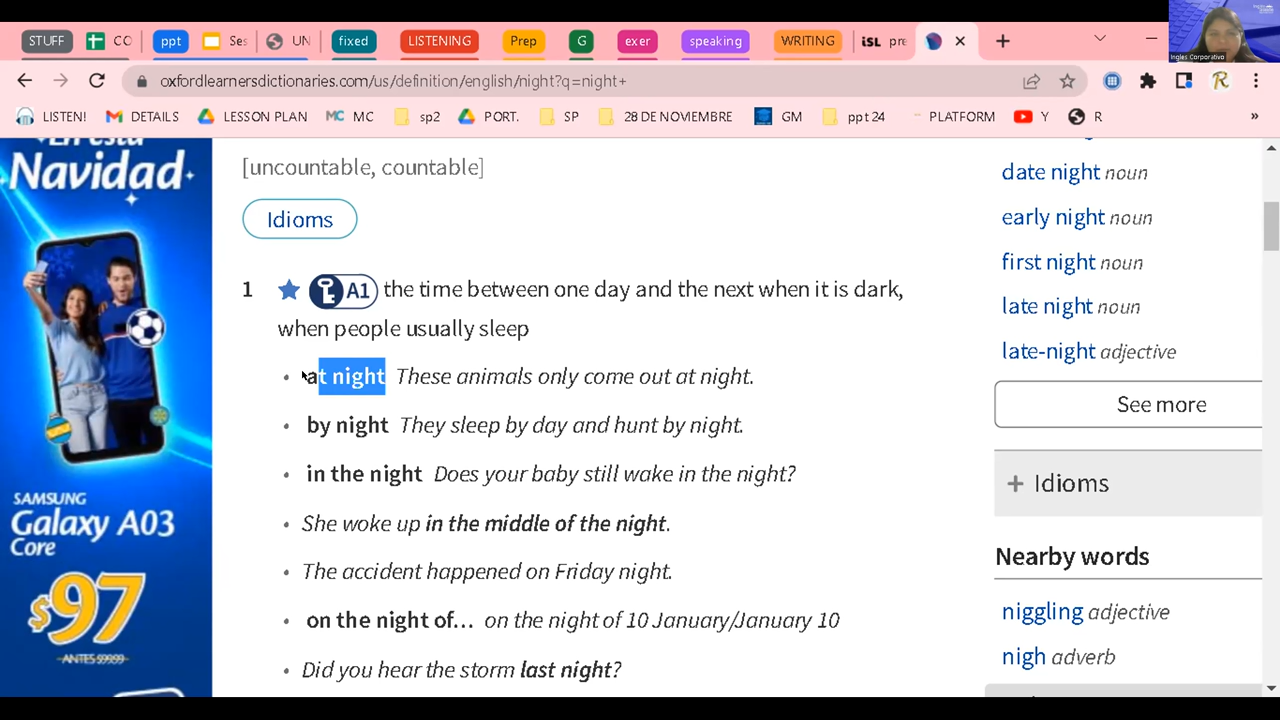 STUFF
CO
ppt
Ses
UN
fixed
LISTENING
Prep
G
exer
speaking
WRITING
iSL pre
oxfordlearnersdictionaries.com/us/definition/english/night?q=night+
LISTEN!
DETAILS
LESSON PLAN
MC
sp2
PORT.
SP
28 DE NOVIEMBRE
GM
ppt 24
PLATFORM
Y
R
»
Ingles Corporativo
En esta
Navidad
SAMSUNG
Galaxy A03
Core
$97
ANTES
[uncountable, countable]
Idioms
1 A1 the time between one day and the next when it is dark,
when people usually sleep
• at night These animals only come out at night.
• by night They sleep by day and hunt by night.
• in the night Does your baby still wake in the night?
• She woke up in the middle of the night.
• The accident happened on Friday night.
• on the night of… on the night of 10 January/January 10
• Did you hear the storm last night?
date night noun
early night noun
first night noun
late night noun
late-night adjective
See more
+ Idioms
Nearby words
niggling adjective
nigh adverb